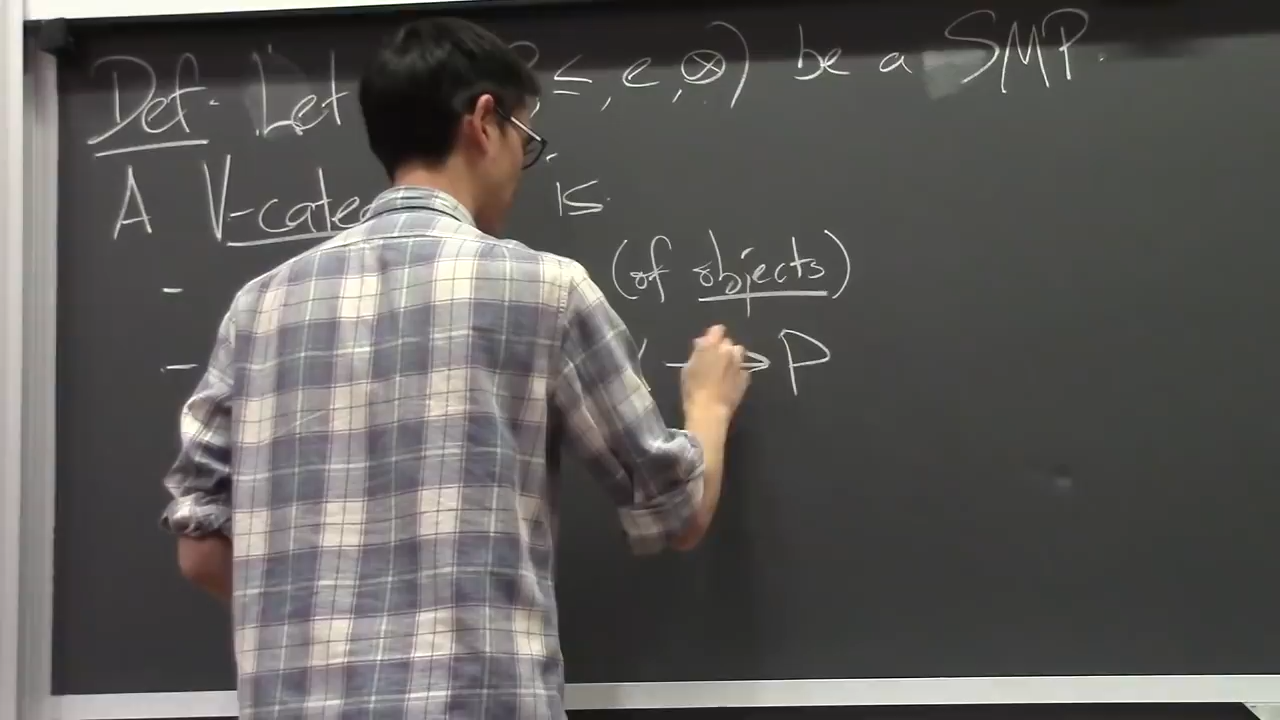 Def. Let P, ≤, e, ⊗) be a SMP.
A V-cate is
- (of objects)
- → P